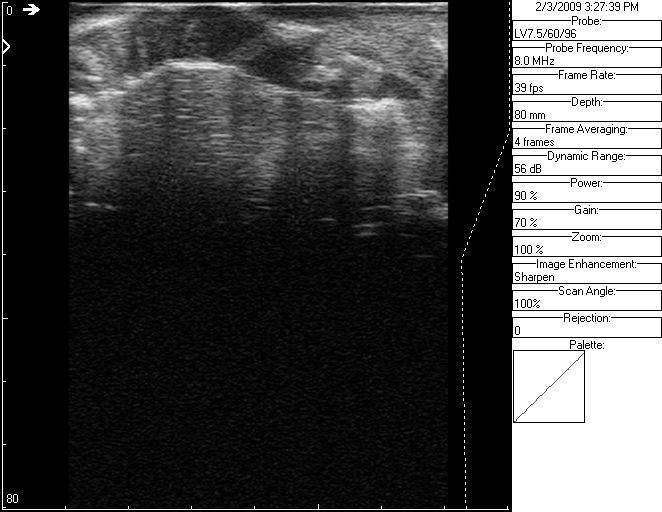 0
80
2/3/2009 3:27:39 PM
Probe:
LV7.5/60/96
Probe Frequency:
8.0 MHz
Frame Rate:
39 fps
Depth:
80 mm
Frame Averaging:
4 frames
Dynamic Range:
56 dB
Power:
90 %
Gain:
70 %
Zoom:
100 %
Image Enhancement:
Sharpen
Scan Angle:
100%
Rejection:
0
Palette: